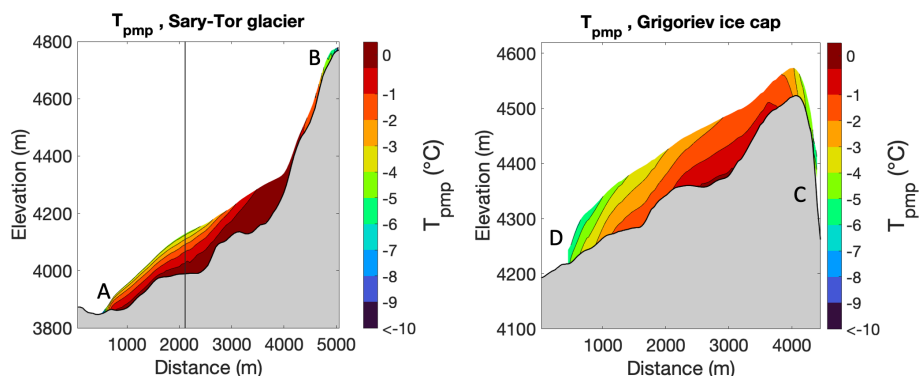 T_pmp , Sary-Tor glacier
4800
4600
4400
4200
4000
3800
Elevation (m)
A
B
1000 2000 3000 4000 5000
Distance (m)
0
-1
-2
-3
-4
-5
-6
-7
-8
-9
<-10
T_pmp (°C)
T_pmp , Grigoriev ice cap
4600
4500
4400
4300
4200
4100
Elevation (m)
D
C
1000 2000 3000 4000
Distance (m)
0
-1
-2
-3
-4
-5
-6
-7
-8
-9
<-10
T_pmp (°C)